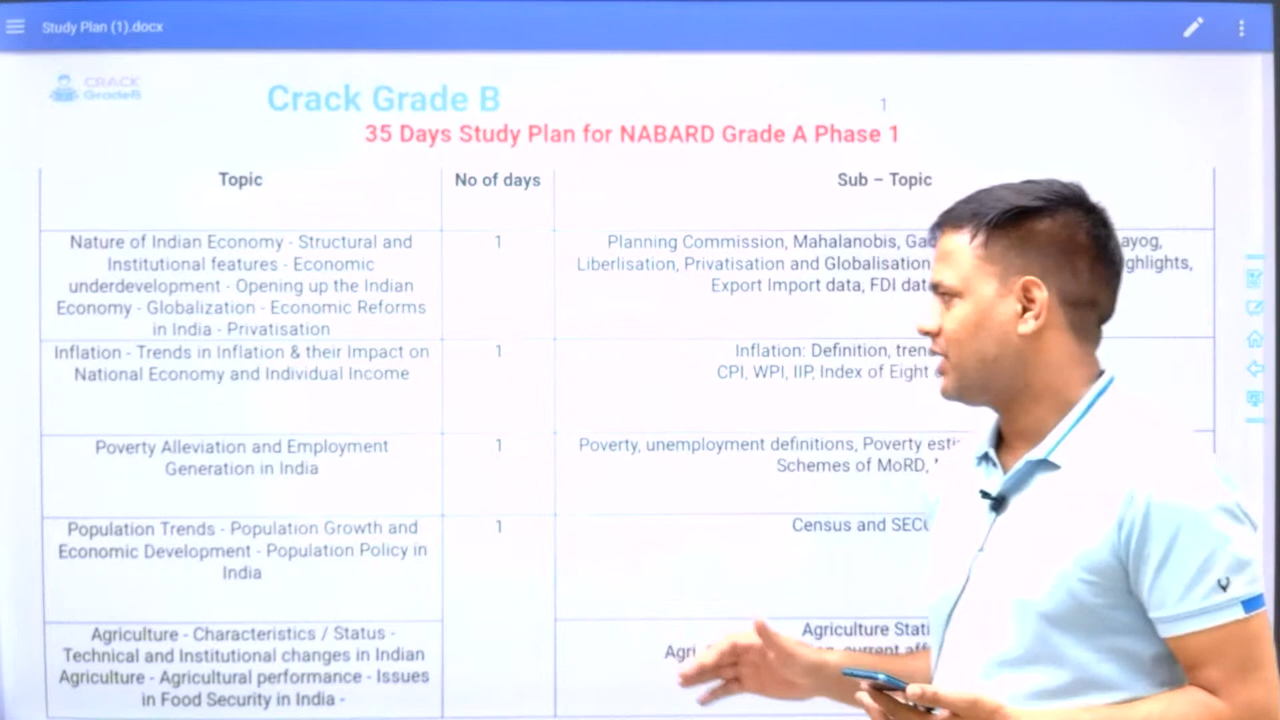 Study Plan (1).docx
CRACK
GradeB
Crack Grade B
1
35 Days Study Plan for NABARD Grade A Phase 1
Topic
No of days
Sub – Topic
Nature of Indian Economy - Structural and
Institutional features - Economic
underdevelopment - Opening up the Indian
Economy - Globalization - Economic Reforms
in India - Privatisation
1
Planning Commission, Mahalanobis,
Liberlisation, Privatisation and Globalisation
Export Import data, FDI
Inflation - Trends in Inflation & their Impact on
National Economy and Individual Income
1
Inflation: Definition,
CPI, WPI, IIP, Index of Eight
Poverty Alleviation and Employment
Generation in India
1
Poverty, unemployment definitions, Poverty
Schemes of MoRD,
Population Trends - Population Growth and
Economic Development - Population Policy in
India
1
Census and
Agriculture - Characteristics / Status -
Technical and Institutional changes in Indian
Agriculture - Agricultural performance - Issues
in Food Security in India -
Agriculture
current